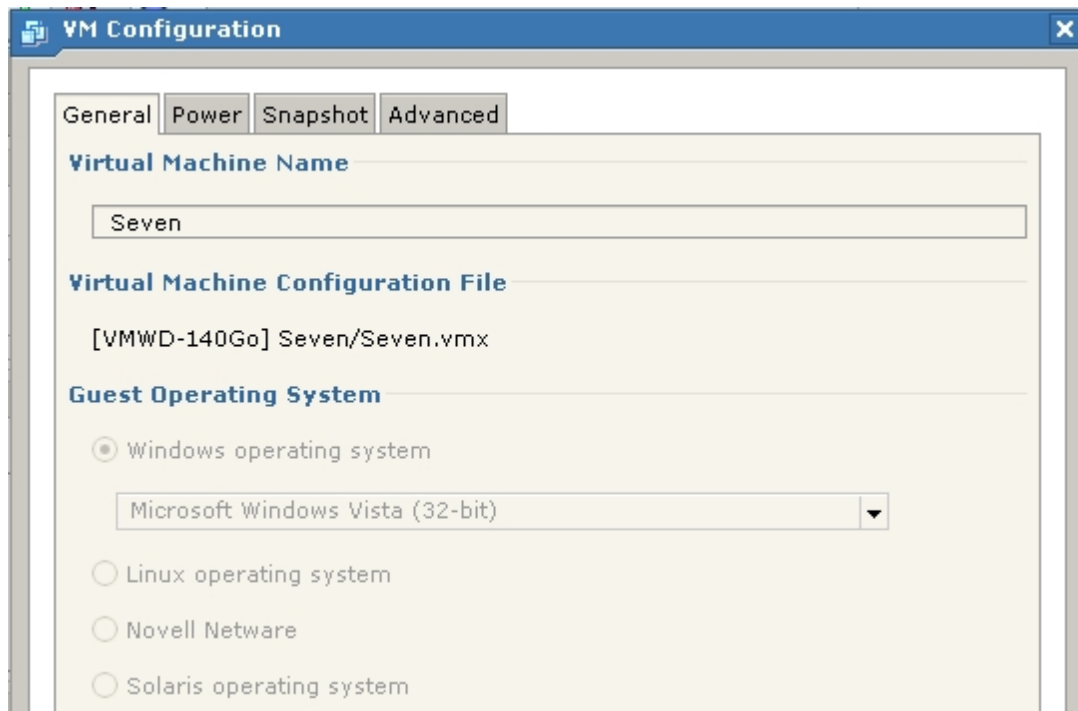 VM Configuration
General Power Snapshot Advanced
Virtual Machine Name
Seven
Virtual Machine Configuration File
[VMWD-140Go] Seven/Seven.vmx
Guest Operating System
Windows operating system
Microsoft Windows Vista (32-bit)
Linux operating system
Novell Netware
Solaris operating system